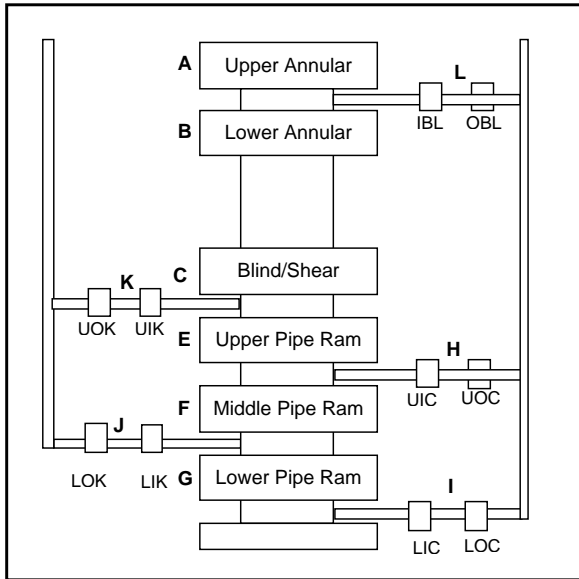 A Upper Annular
L
IBL OBL
B Lower Annular
C Blind/Shear
K
UOK UIK
E Upper Pipe Ram
H
UIC UOC
F Middle Pipe Ram
J
LOK LIK
G Lower Pipe Ram
I
LIC LOC